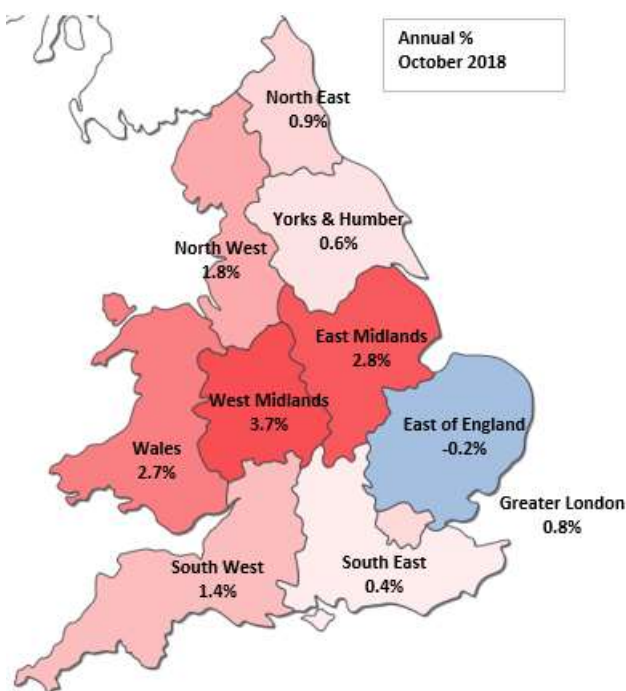 Annual %
October 2018
North East
0.9%
Yorks & Humber
0.6%
North West
1.8%
East Midlands
2.8%
West Midlands
3.7%
East of England
-0.2%
Wales
2.7%
Greater London
0.8%
South West
1.4%
South East
0.4%